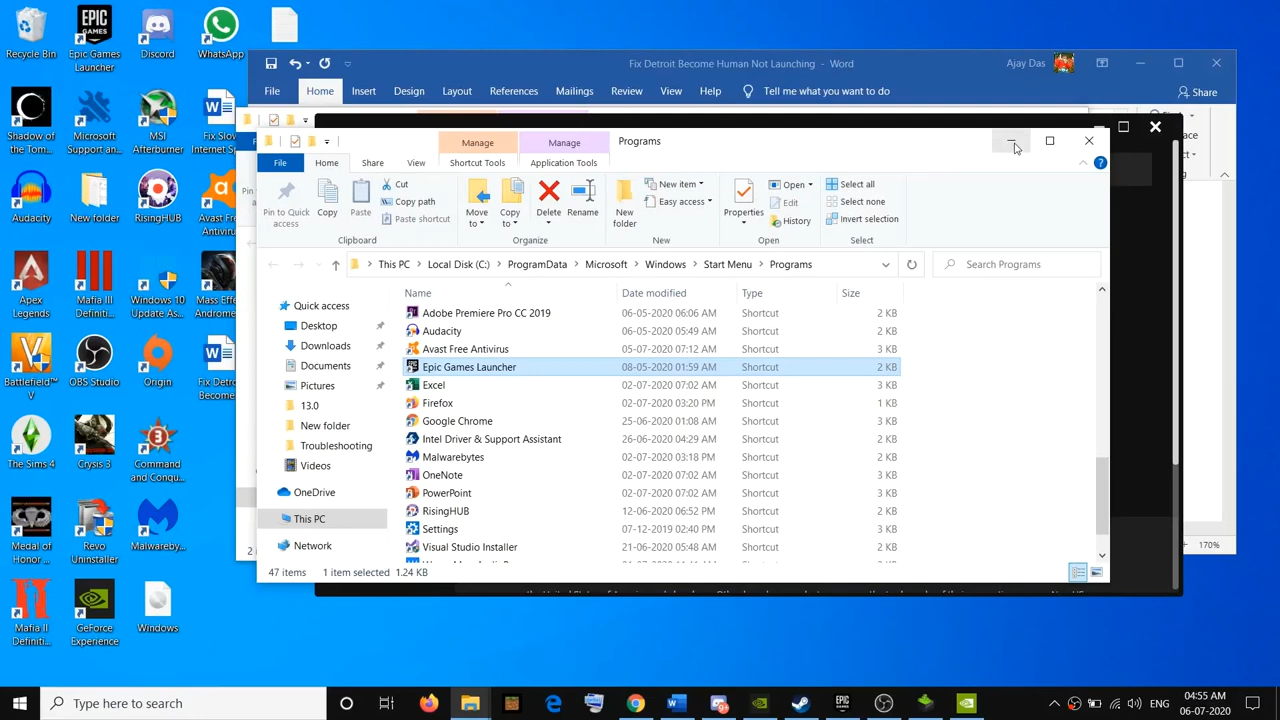 Recycle Bin
Epic Games Launcher
Discord
WhatsApp
Shadow of the Tom...
Microsoft Support an...
MSI Afterburner
Fix Slow Internet Sp...
Audacity
New folder
RisingHUB
Avast Free Antivirus
Apex Legends
Mafia III Definiti...
Windows 10 Update As...
Mass Effect Andromed...
Battlefield™ V
OBS Studio
Origin
Fix Detroit Become...
The Sims 4
Crysis 3
Command and Conqu...
Medal of Honor ...
Revo Uninstaller
Malwareby...
Mafia II Definiti...
GeForce Experience
Windows
Fix Detroit Become Human Not Launching - Word
Ajay Das
File Home Insert Design Layout References Mailings Review View Help Tell me what you want to do Share
Manage Manage Programs
File Home Share View Shortcut Tools Application Tools
Pin to Quick access
Copy
Paste
Cut
Copy path
Paste shortcut
Move to
Copy to
Delete
Rename
New folder
New item
Easy access
Properties
Open
Edit
History
Select all
Select none
Invert selection
Clipboard Organize New Open Select
This PC Local Disk (C:) ProgramData Microsoft Windows Start Menu Programs
Search Programs
Quick access
Desktop
Downloads
Documents
Pictures
13.0
New folder
Troubleshooting
Videos
OneDrive
This PC
Network
Name Date modified Type Size
Adobe Premiere Pro CC 2019 06-05-2020 06:06 AM Shortcut 2 KB
Audacity 06-05-2020 05:49 AM Shortcut 2 KB
Avast Free Antivirus 05-07-2020 07:12 AM Shortcut 3 KB
Epic Games Launcher 08-05-2020 01:59 AM Shortcut 2 KB
Excel 02-07-2020 07:02 AM Shortcut 3 KB
Firefox 02-07-2020 03:20 PM Shortcut 1 KB
Google Chrome 25-06-2020 01:08 AM Shortcut 3 KB
Intel Driver & Support Assistant 26-06-2020 04:29 AM Shortcut 2 KB
Malwarebytes 02-07-2020 03:18 PM Shortcut 2 KB
OneNote 02-07-2020 07:02 AM Shortcut 3 KB
PowerPoint 02-07-2020 07:02 AM Shortcut 3 KB
RisingHUB 12-06-2020 06:52 PM Shortcut 2 KB
Settings 07-12-2019 02:40 PM Shortcut 3 KB
Visual Studio Installer 21-06-2020 05:48 AM Shortcut 2 KB
47 items 1 item selected 1.24 KB
170%
Type here to search
ENG
04:55 AM
06-07-2020